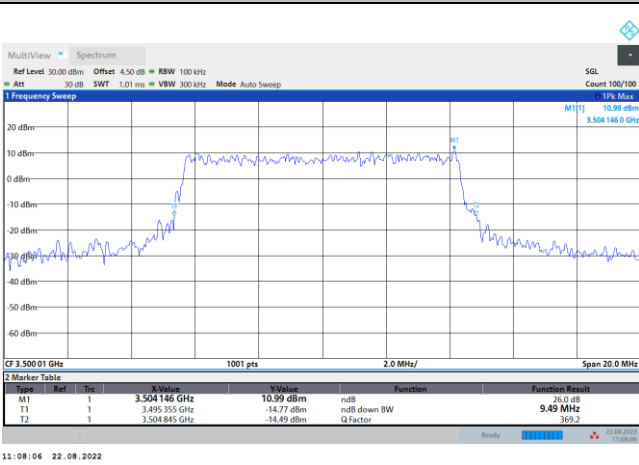 MultiView Spectrum
Ref Level 30.00 dBm Offset 4.50 dB RBW 100 kHz SGL
Att 30 dB SWT 1.01 ms VBW 300 kHz Mode Auto Sweep Count 100/100
1 Frequency Sweep 1Pk Max
M1[1] 10.99 dBm
3.504 146 0 GHz
20 dBm
M1
10 dBm
0 dBm
-10 dBm
T1 T2
-20 dBm
-30 dBm
-40 dBm
-50 dBm
-60 dBm
CF 3.500 01 GHz 1001 pts 2.0 MHz/ Span 20.0 MHz
2 Marker Table
Type Ref Trc X-Value Y-Value Function Function Result
M1 1 3.504 146 GHz 10.99 dBm ndB 26.0 dB
T1 1 3.495 355 GHz -14.77 dBm ndB down BW 9.49 MHz
T2 1 3.504 845 GHz -14.49 dBm Q Factor 369.2
Ready 22.08.2022
11:08:06
11:08:06 22.08.2022